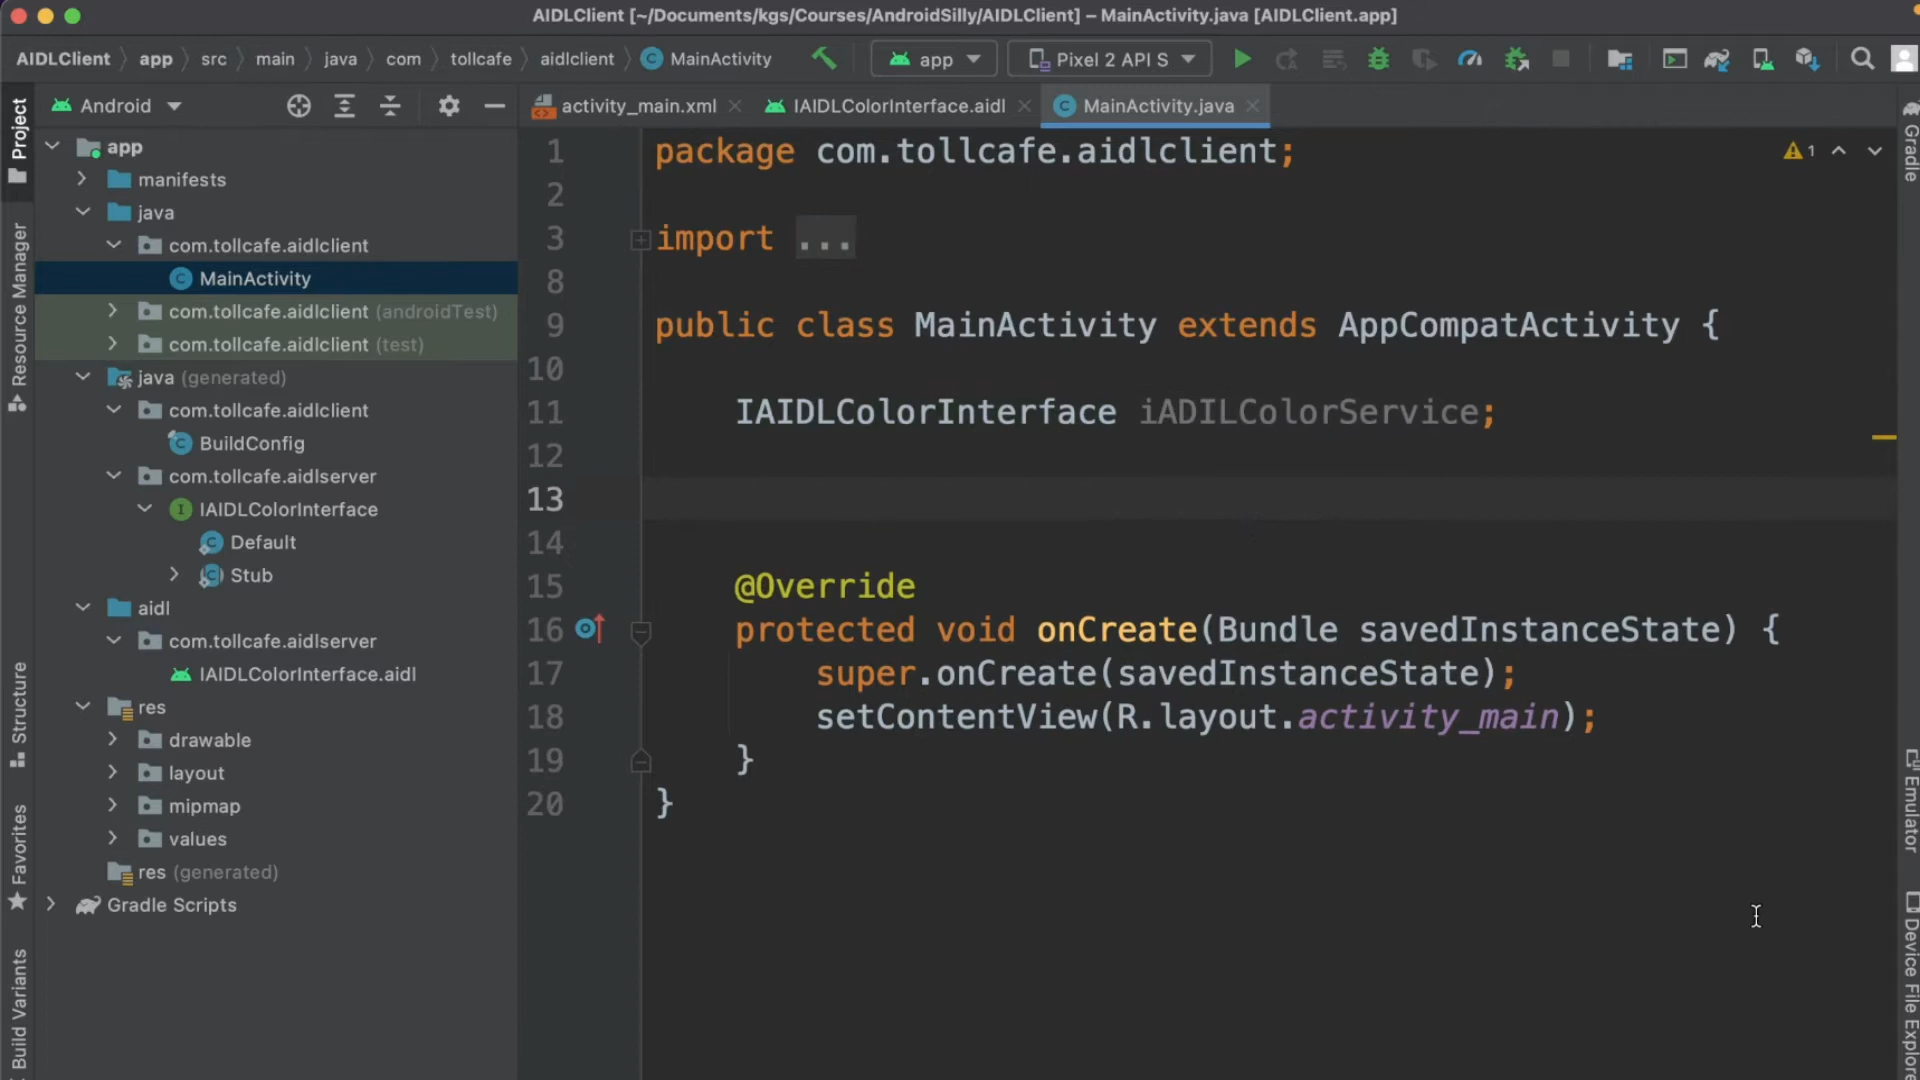 AIDLClient [~/Documents/kgs/Courses/AndroidSilly/AIDLClient] – MainActivity.java [AIDLClient.app]
AIDLClient app src main java com tollcafe aidlclient MainActivity app Pixel 2 API S
Project
Resource Manager
Structure
Favorites
Build Variants
Android
app
manifests
java
com.tollcafe.aidlclient
MainActivity
com.tollcafe.aidlclient (androidTest)
com.tollcafe.aidlclient (test)
java (generated)
com.tollcafe.aidlclient
BuildConfig
com.tollcafe.aidlserver
IAIDLColorInterface
Default
Stub
aidl
com.tollcafe.aidlserver
IAIDLColorInterface.aidl
res
drawable
layout
mipmap
values
res (generated)
Gradle Scripts
activity_main.xml IAIDLColorInterface.aidl MainActivity.java
1 package com.tollcafe.aidlclient;
2
3 import ...
8
9 public class MainActivity extends AppCompatActivity {
10
11 IAIDLColorInterface iADILColorService;
12
13
14
15 @Override
16 protected void onCreate(Bundle savedInstanceState) {
17 super.onCreate(savedInstanceState);
18 setContentView(R.layout.activity_main);
19 }
20 }
1
Gradle
Emulator
Device File Explorer